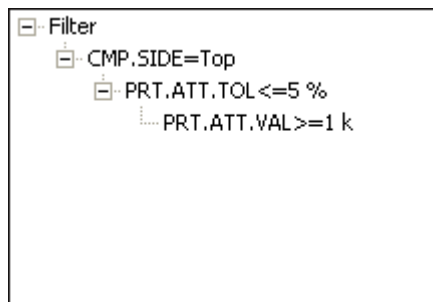 Filter
CMP.SIDE=Top
PRT.ATT.TOL<=5 %
PRT.ATT.VAL>=1 k